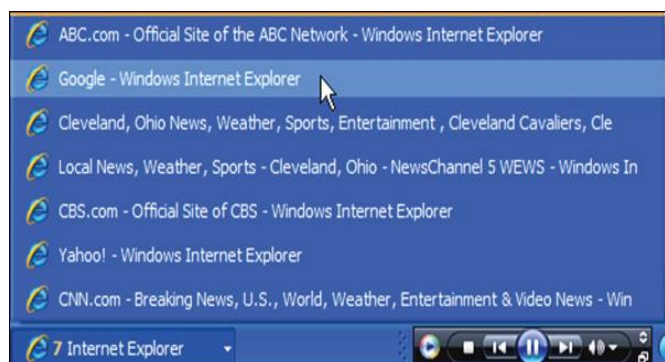 ABC.com - Official Site of the ABC Network - Windows Internet Explorer
Google - Windows Internet Explorer
Cleveland, Ohio News, Weather, Sports, Entertainment , Cleveland Cavaliers, Cle
Local News, Weather, Sports - Cleveland, Ohio - NewsChannel 5 WEWS - Windows In
CBS.com - Official Site of CBS - Windows Internet Explorer
Yahoo! - Windows Internet Explorer
CNN.com - Breaking News, U.S., World, Weather, Entertainment & Video News - Win
7 Internet Explorer